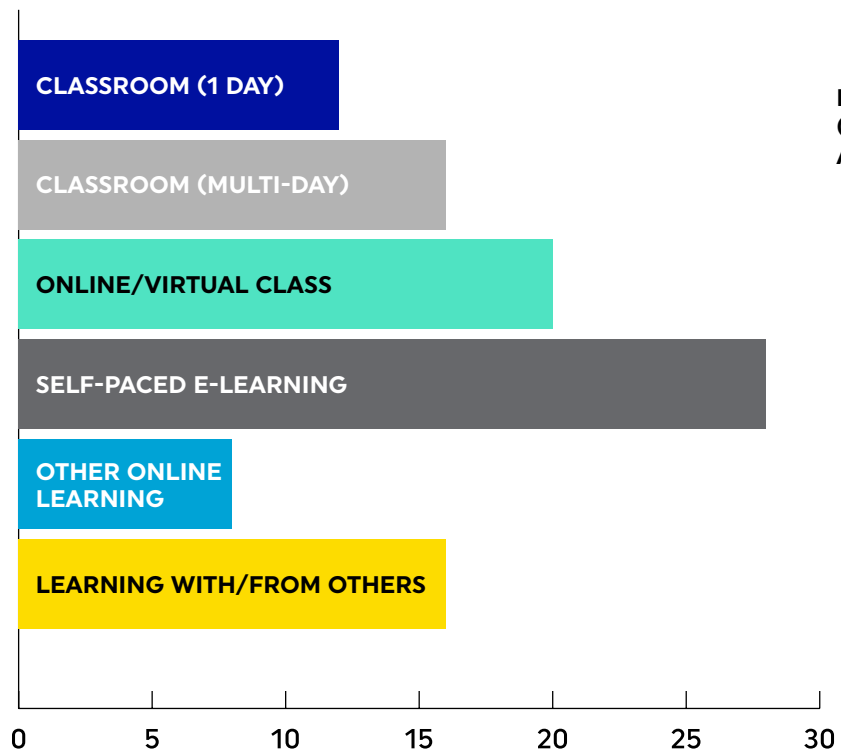 CLASSROOM (1 DAY)
CLASSROOM (MULTI-DAY)
ONLINE/VIRTUAL CLASS
SELF-PACED E-LEARNING
OTHER ONLINE
LEARNING
LEARNING WITH/FROM OTHERS
0 5 10 15 20 25 30